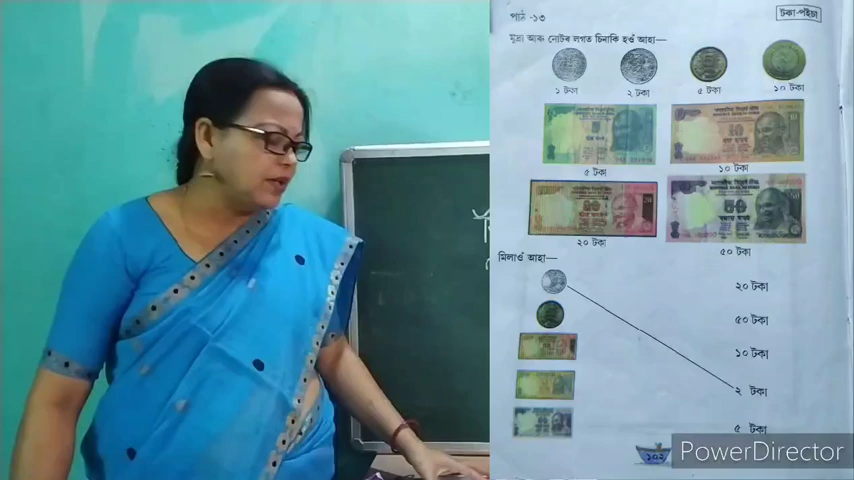 পাঠ -১৩
টকা-পইচা
মুদ্ৰা আৰু নোটৰ লগত চিনাকি হওঁ আহা—
১ টকা ২ টকা ৫ টকা ১০ টকা
৫ টকা ১০ টকা
২০ টকা ৫০ টকা
মিলাওঁ আহা—
২০ টকা
৫০ টকা
১০ টকা
২ টকা
৫ টকা
১০২
PowerDirector